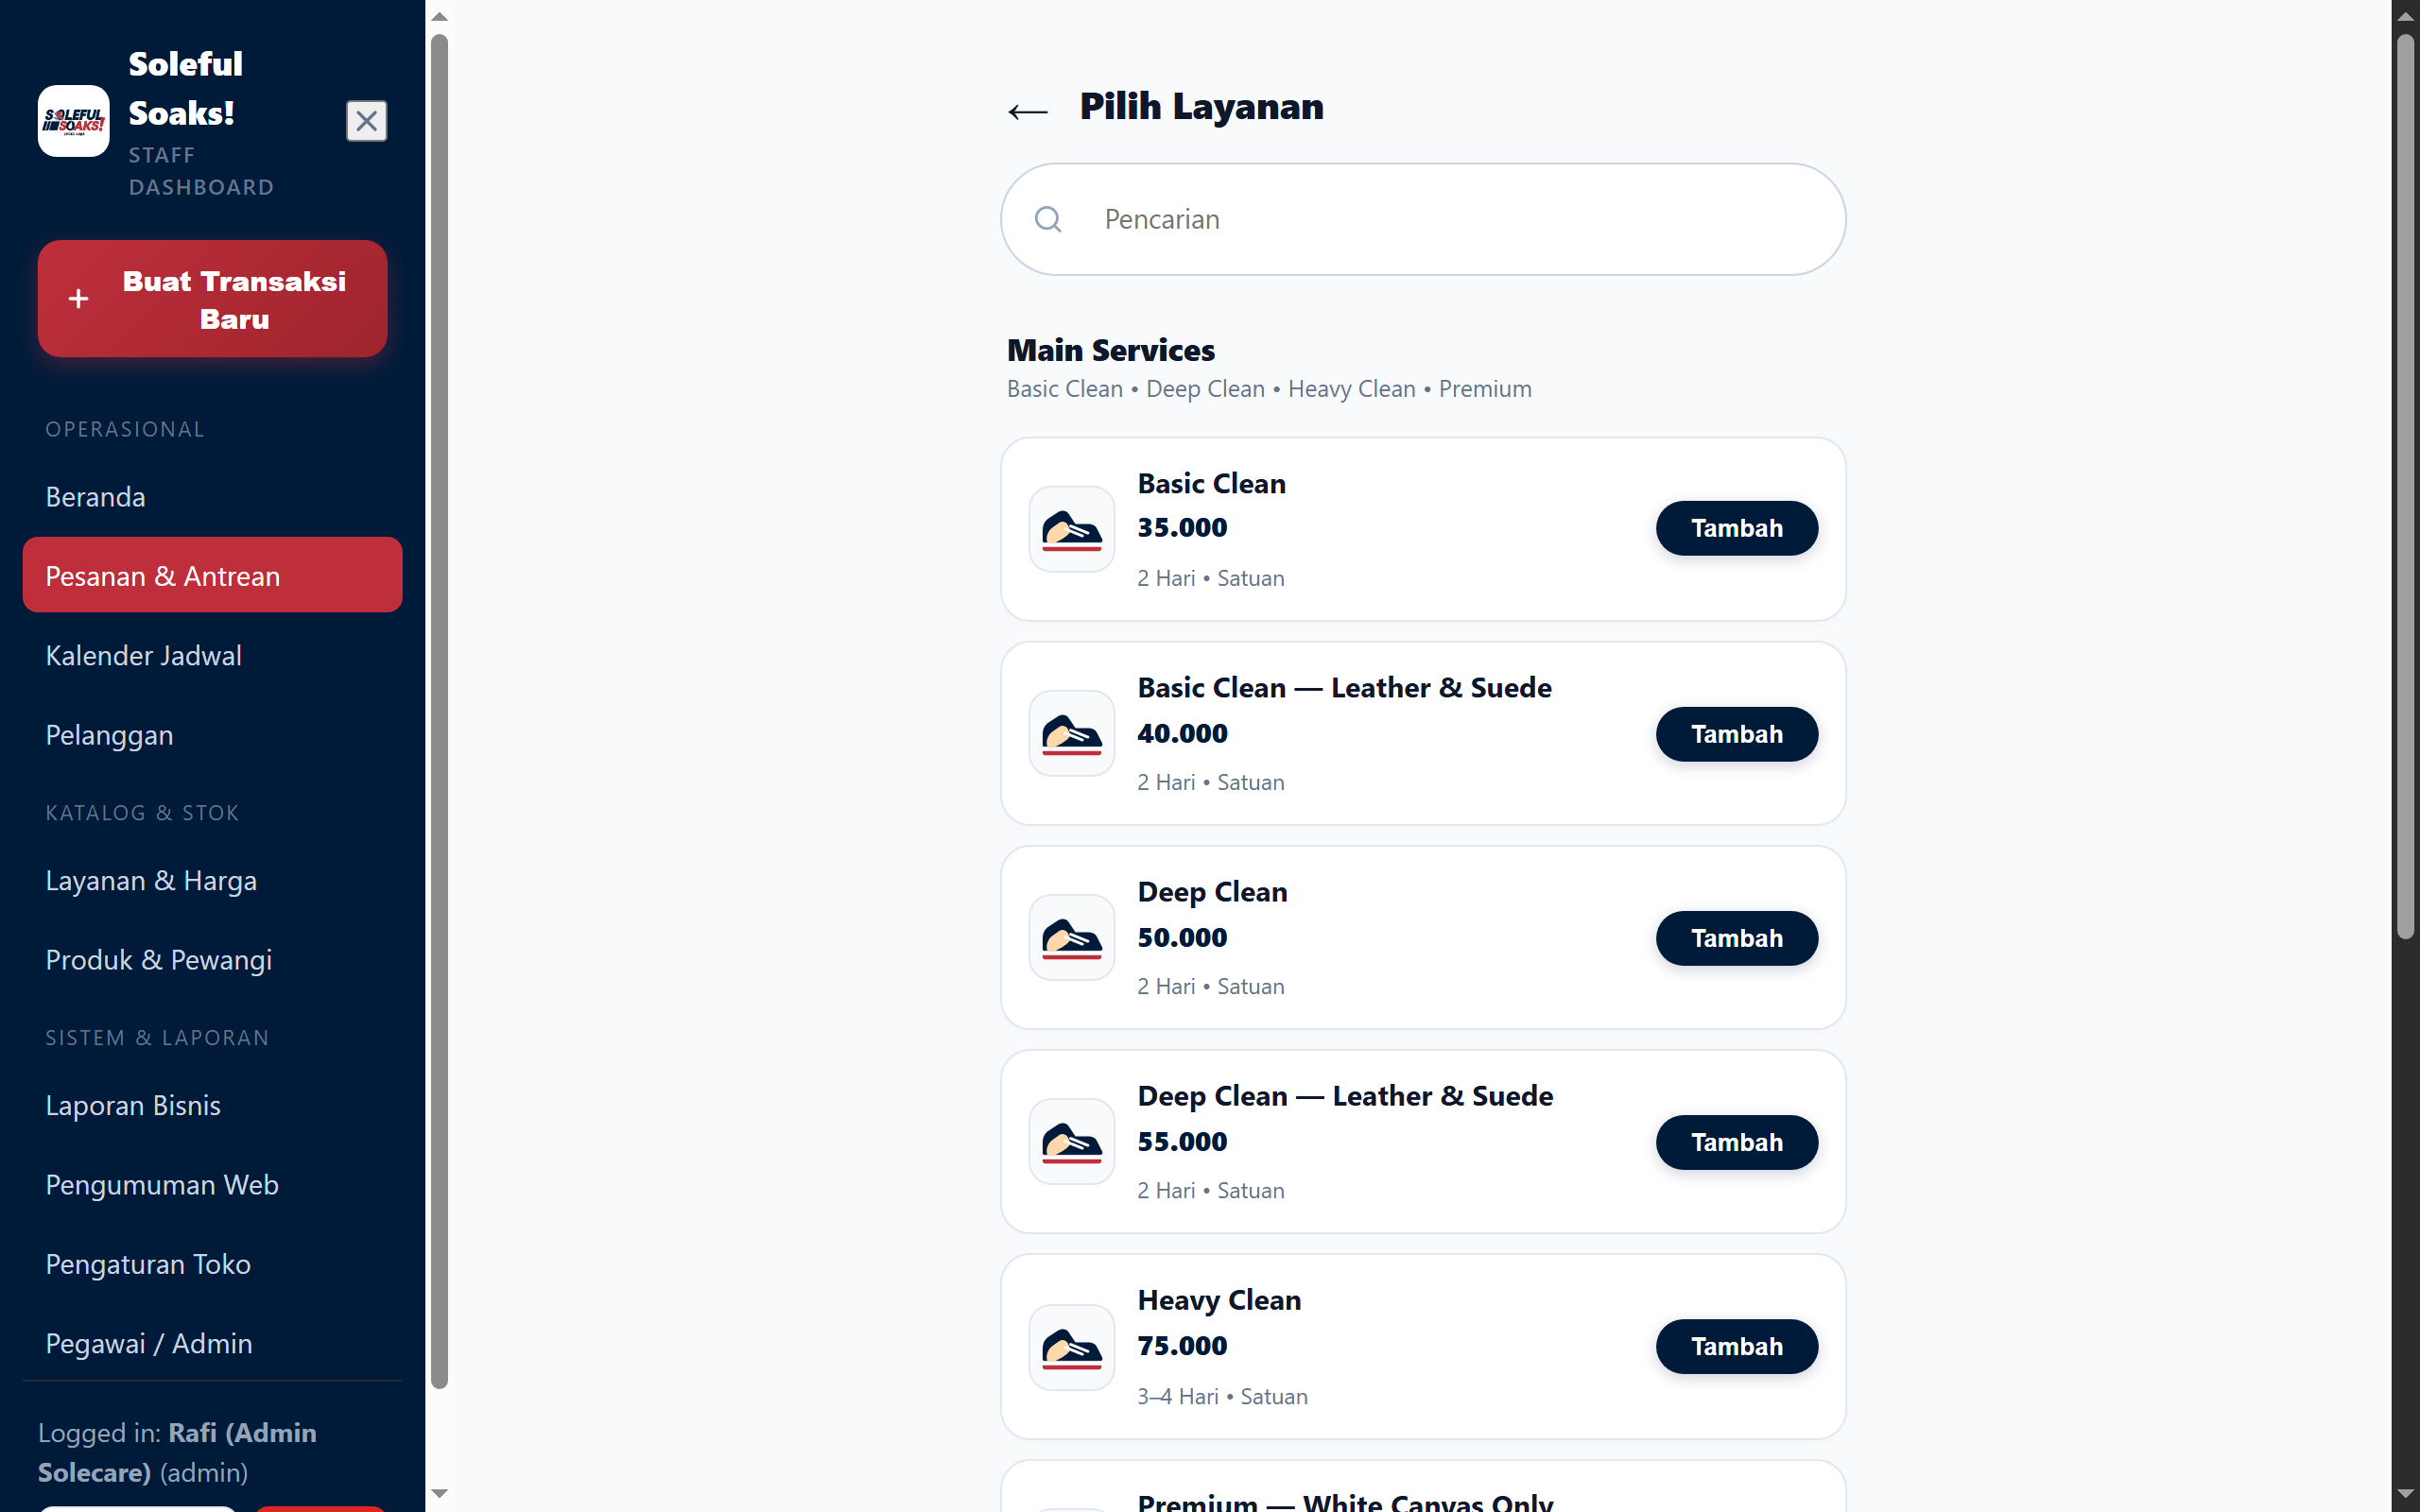 Soleful
Soaks!
STAFF
DASHBOARD
SOLEFUL
SOAKS!
+ Buat Transaksi
Baru
OPERASIONAL
Beranda
Pesanan & Antrean
Kalender Jadwal
Pelanggan
KATALOG & STOK
Layanan & Harga
Produk & Pewangi
SISTEM & LAPORAN
Laporan Bisnis
Pengumuman Web
Pengaturan Toko
Pegawai / Admin
Logged in: Rafi (Admin
Solecare) (admin)
← Pilih Layanan
Pencarian
Main Services
Basic Clean • Deep Clean • Heavy Clean • Premium
Basic Clean
35.000
2 Hari • Satuan
Tambah
Basic Clean — Leather & Suede
40.000
2 Hari • Satuan
Tambah
Deep Clean
50.000
2 Hari • Satuan
Tambah
Deep Clean — Leather & Suede
55.000
2 Hari • Satuan
Tambah
Heavy Clean
75.000
3–4 Hari • Satuan
Tambah
Premium — White Canvas Only